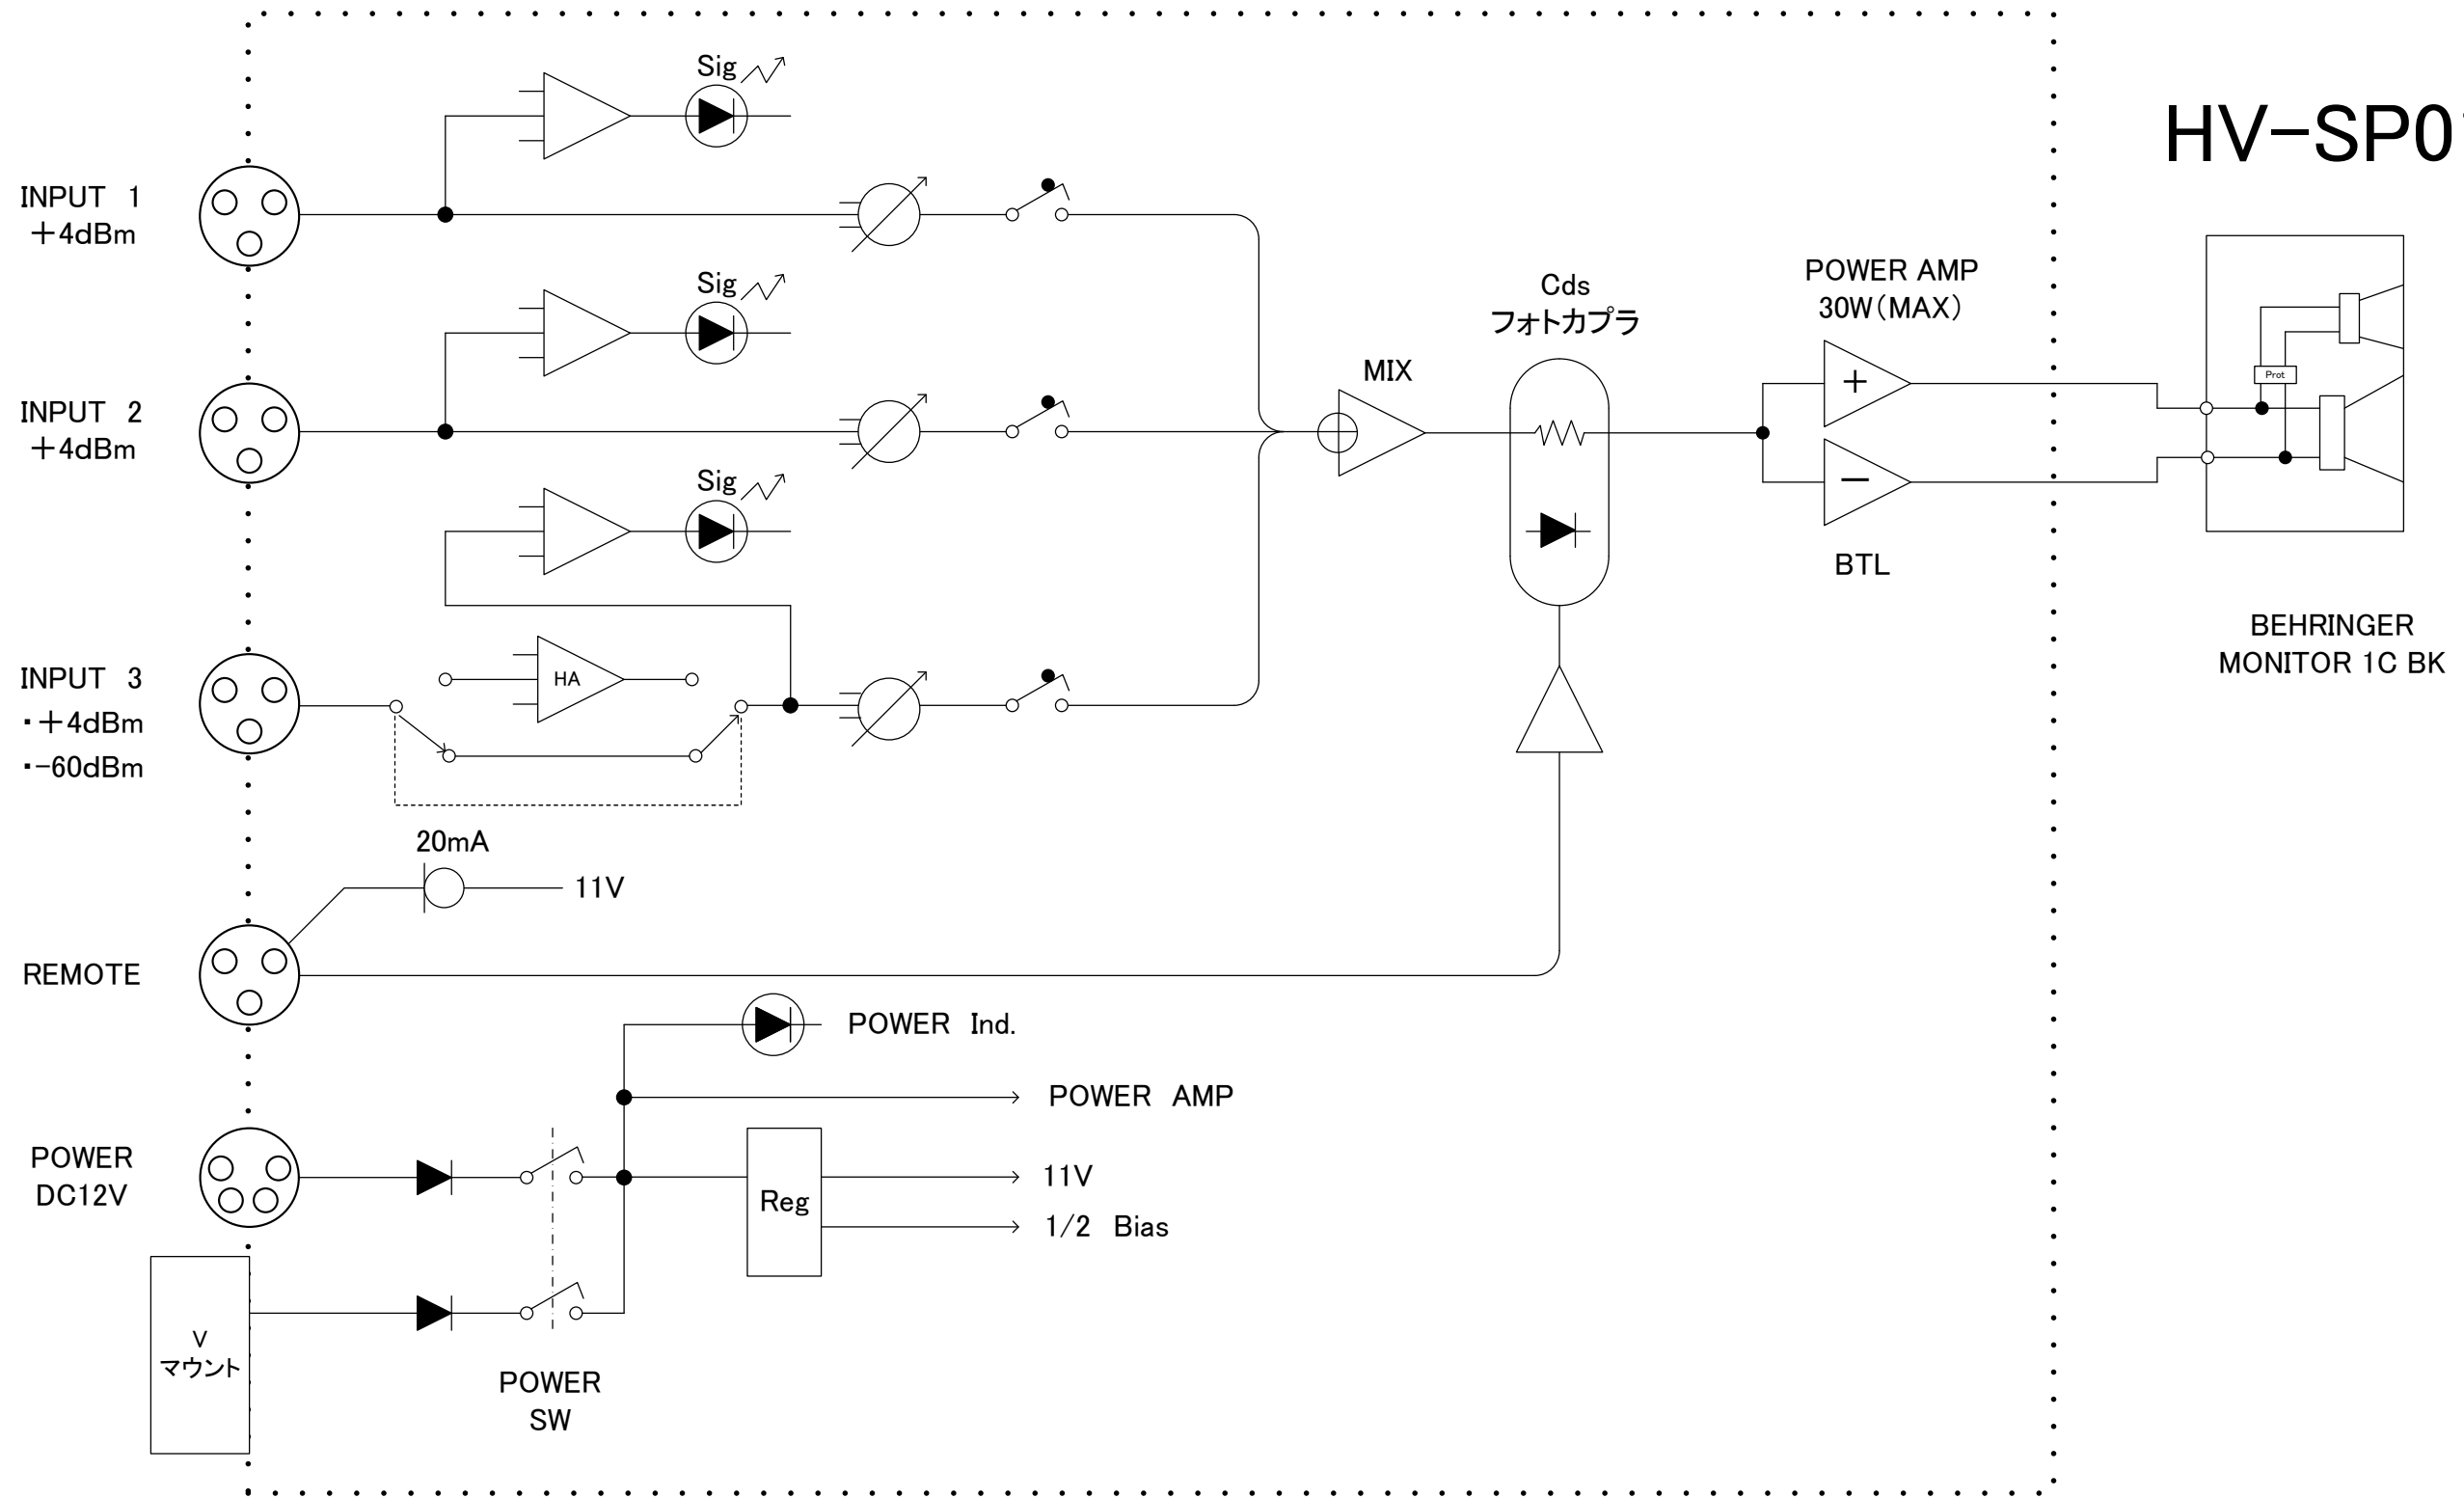 HV-SP0
Sig
INPUT 1
+4dBm
Sig
INPUT 2
+4dBm
Sig
INPUT 3
・+4dBm
・-60dBm
HA
20mA
11V
REMOTE
POWER Ind.
POWER AMP
POWER
DC12V
Reg
11V
1/2 Bias
V
マウント
POWER
SW
MIX
Cds
フォトカプラ
POWER AMP
30W(MAX)
+
-
BTL
Prot
BEHRINGER
MONITOR 1C BK